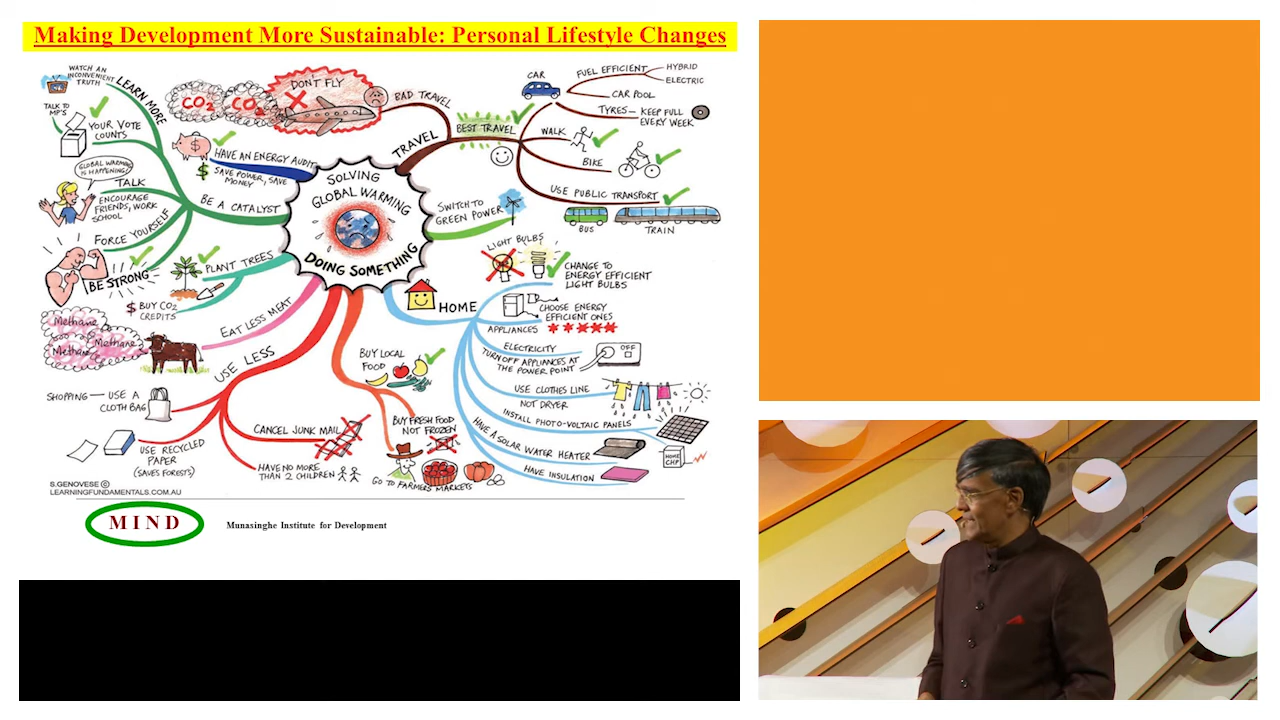 Making Development More Sustainable: Personal Lifestyle Changes
WATCH AN
INCONVENIENT
TRUTH
LEARN MORE
TALK TO
MP'S
YOUR VOTE
COUNTS
GLOBAL WARMING
IS HAPPENING!
TALK
ENCOURAGE
FRIENDS, WORK
SCHOOL
FORCE YOURSELF
BE STRONG
BE A CATALYST
CO2
CO2
DON'T FLY
BAD TRAVEL
TRAVEL
BEST TRAVEL
CAR
FUEL EFFICIENT
HYBRID
ELECTRIC
CAR POOL
TYRES – KEEP FULL
EVERY WEEK
WALK
BIKE
USE PUBLIC TRANSPORT
BUS
TRAIN
$
HAVE AN ENERGY AUDIT
$ SAVE POWER, SAVE
MONEY
SOLVING
GLOBAL WARMING
DOING SOMETHING
SWITCH TO
GREEN POWER
PLANT TREES
$ BUY CO2
CREDITS
EAT LESS MEAT
Methane
Methane
Methane
USE LESS
SHOPPING — USE A
CLOTH BAG
USE RECYCLED
PAPER
(SAVES FORESTS)
CANCEL JUNK MAIL
HAVE NO MORE
THAN 2 CHILDREN
BUY LOCAL
FOOD
BUY FRESH FOOD
NOT FROZEN
GO TO FARMERS MARKETS
HOME
LIGHT BULBS
CHANGE TO
ENERGY EFFICIENT
LIGHT BULBS
CHOOSE ENERGY
EFFICIENT ONES
APPLIANCES
ELECTRICITY
TURN OFF APPLIANCES AT
THE POWER POINT
OFF
USE CLOTHES LINE
NOT DRYER
INSTALL PHOTO-VOLTAIC PANELS
HOME
CHP
HAVE A SOLAR WATER HEATER
HAVE INSULATION
S.GENOVESE ©
LEARNINGFUNDAMENTALS.COM.AU
MIND
Munasinghe Institute for Development